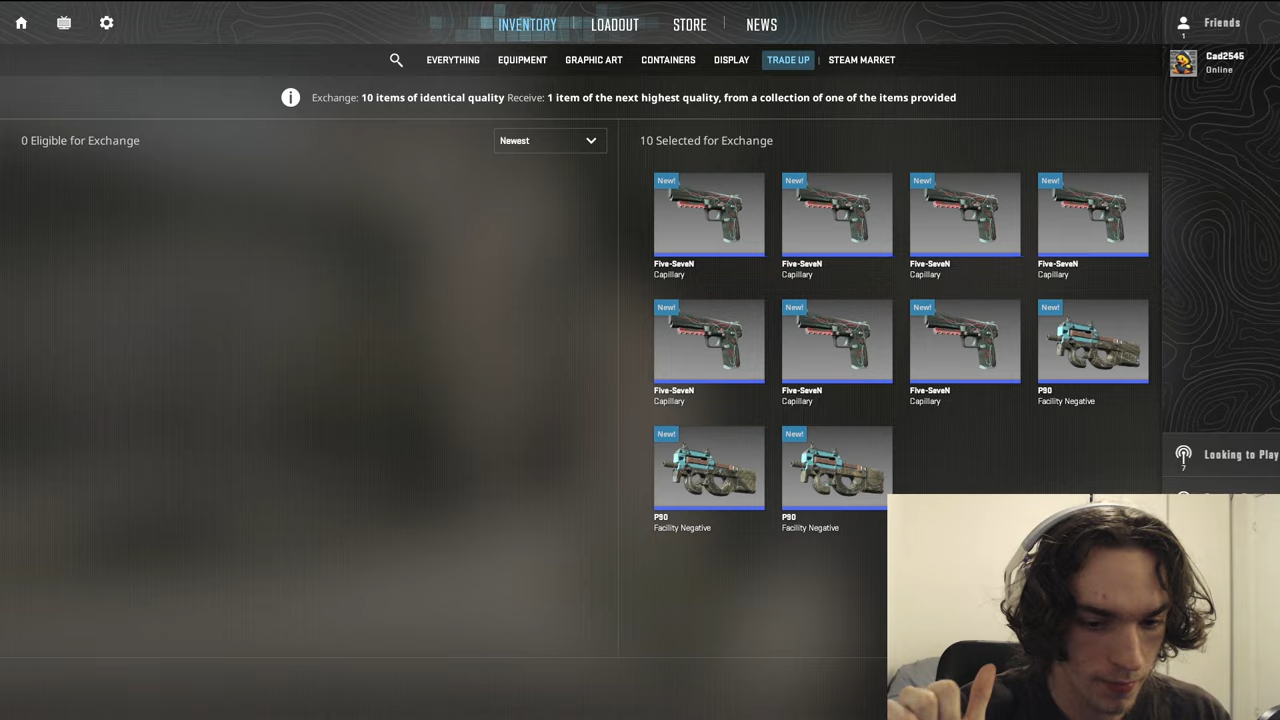 INVENTORY
LOADOUT
STORE
NEWS
1
Friends
EVERYTHING
EQUIPMENT
GRAPHIC ART
CONTAINERS
DISPLAY
TRADE UP
STEAM MARKET
Cad2545
Online
Exchange: 10 items of identical quality Receive: 1 item of the next highest quality, from a collection of one of the items provided
0 Eligible for Exchange
Newest
10 Selected for Exchange
New!
New!
New!
New!
Five-SeveN
Capillary
Five-SeveN
Capillary
Five-SeveN
Capillary
Five-SeveN
Capillary
New!
New!
New!
New!
Five-SeveN
Capillary
Five-SeveN
Capillary
Five-SeveN
Capillary
P90
Facility Negative
New!
New!
P90
Facility Negative
P90
Facility Negative
Looking to Play
7